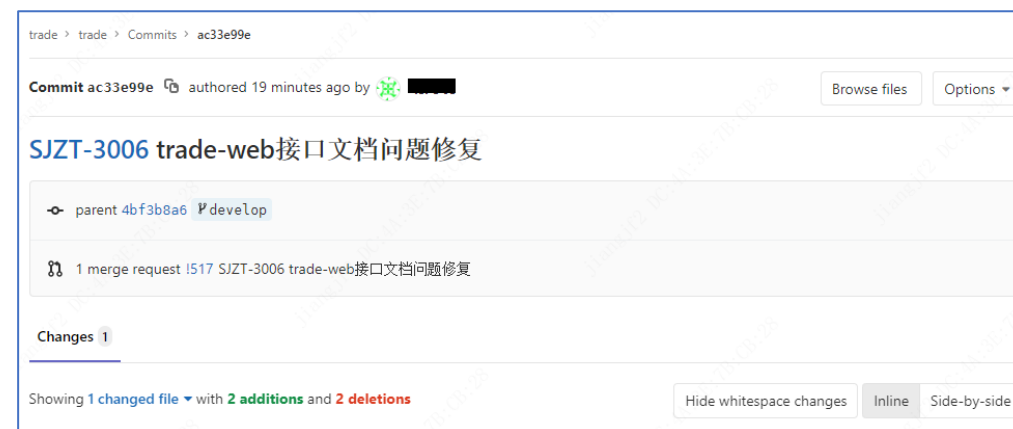 trade > trade > Commits > ac33e99e
Commit ac33e99e authored 19 minutes ago by
Browse files
Options
SJZT-3006 trade-web接口文档问题修复
parent 4bf3b8a6 develop
1 merge request !517 SJZT-3006 trade-web接口文档问题修复
Changes 1
Showing 1 changed file with 2 additions and 2 deletions
Hide whitespace changes
Inline
Side-by-side